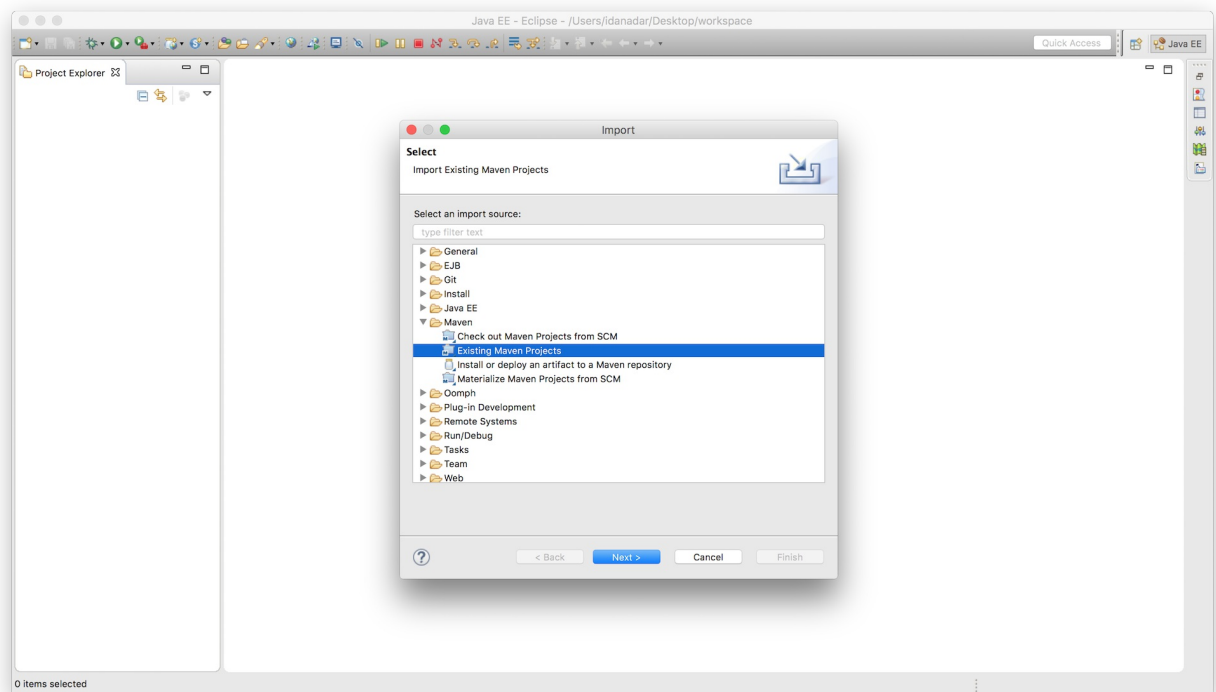 Java EE - Eclipse - /Users/idanadar/Desktop/workspace
Quick Access
Java EE
Project Explorer
Import
Select
Import Existing Maven Projects
Select an import source:
type filter text
General
EJB
Git
Install
Java EE
Maven
Check out Maven Projects from SCM
Existing Maven Projects
Install or deploy an artifact to a Maven repository
Materialize Maven Projects from SCM
Oomph
Plug-in Development
Remote Systems
Run/Debug
Tasks
Team
Web
? < Back Next > Cancel Finish
0 items selected